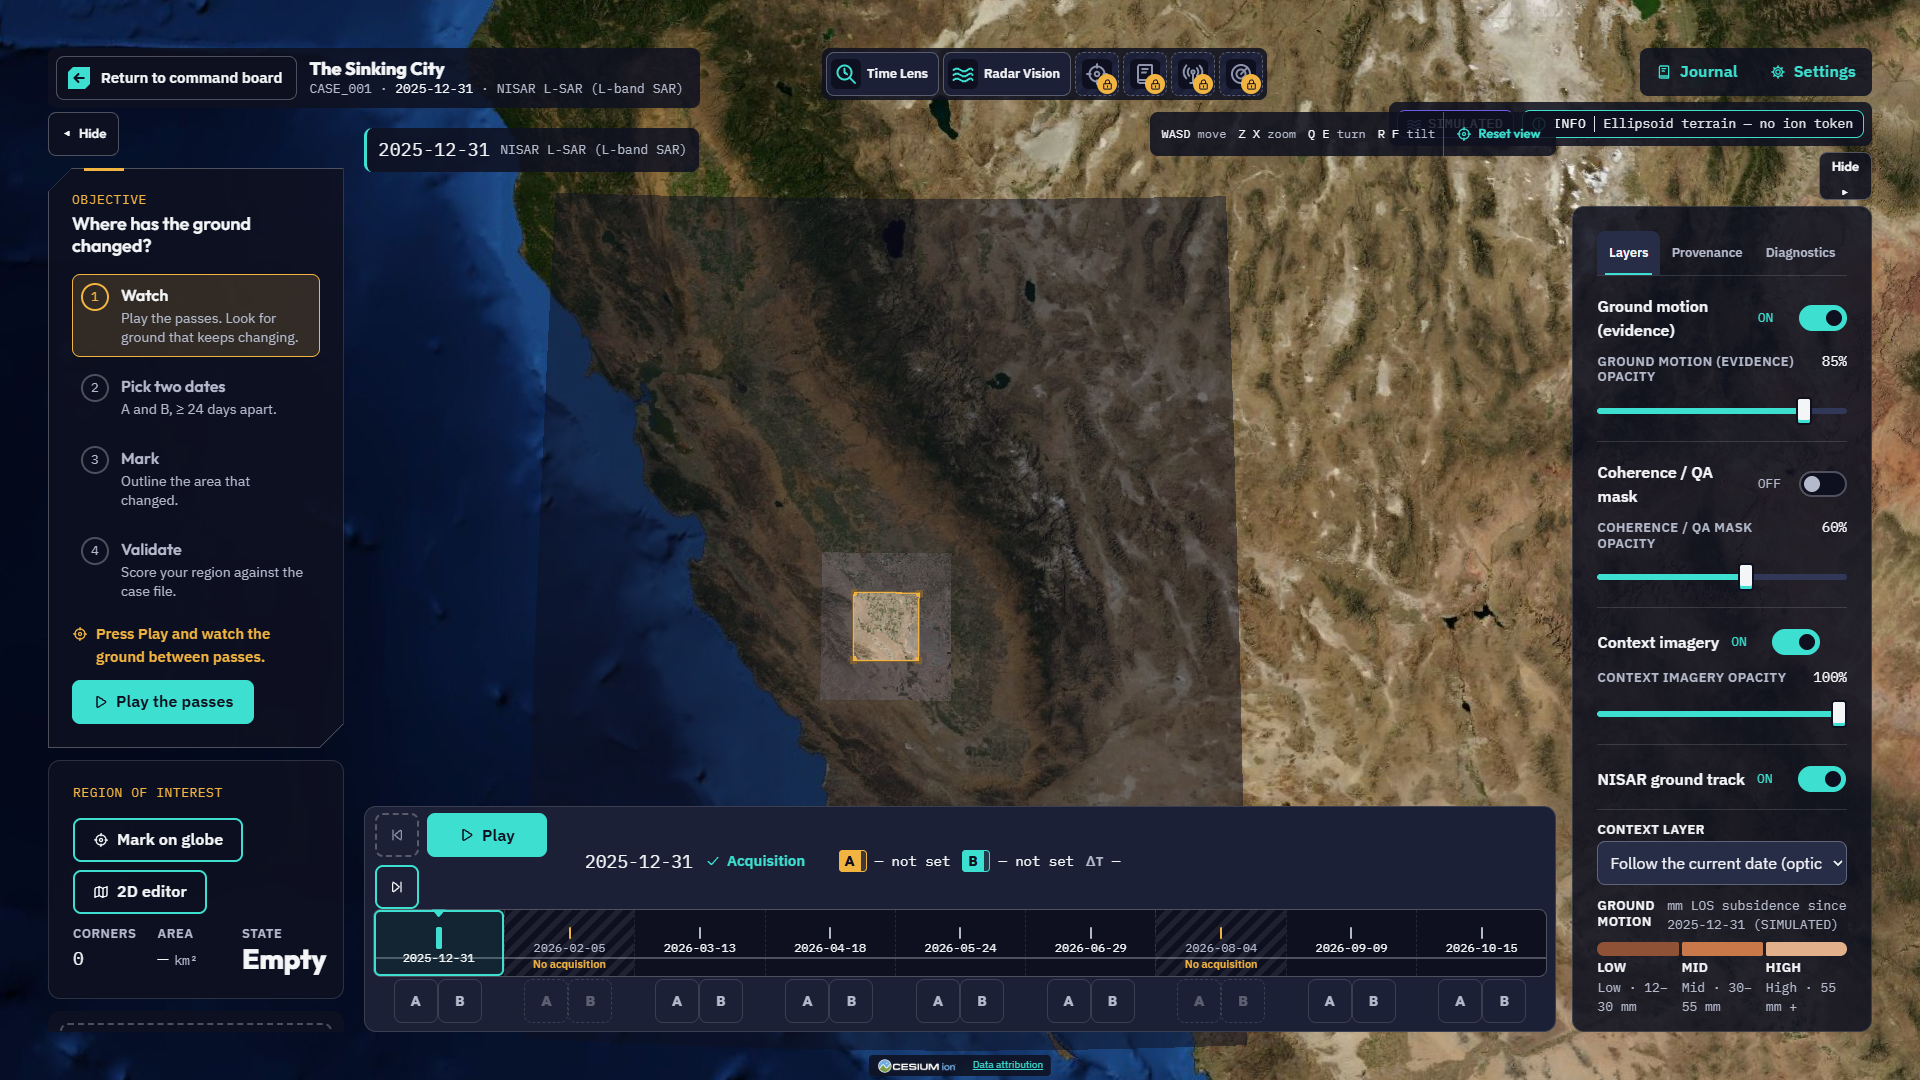 Return to command board
The Sinking City
CASE_001 · 2025-12-31 · NISAR L-SAR (L-band SAR)
Time Lens
Radar Vision
Journal
Settings
Hide
2025-12-31 NISAR L-SAR (L-band SAR)
WASD move Z X zoom Q E turn R F tilt
Reset view
SIMULATED
INFO | Ellipsoid terrain — no ion token
Hide
OBJECTIVE
Where has the ground
changed?
1 Watch
Play the passes. Look for
ground that keeps changing.
2 Pick two dates
A and B, ≥ 24 days apart.
3 Mark
Outline the area that
changed.
4 Validate
Score your region against the
case file.
Press Play and watch the
ground between passes.
Play the passes
REGION OF INTEREST
Mark on globe
2D editor
CORNERS AREA STATE
0 — km² Empty
Play
2025-12-31 Acquisition A — not set B — not set ΔT —
2025-12-31 2026-02-05 2026-03-13 2026-04-18 2026-05-24 2026-06-29 2026-08-04 2026-09-09 2026-10-15
No acquisition No acquisition
A B A B A B A B A B A B A B A B A B
Layers Provenance Diagnostics
Ground motion
(evidence) ON
GROUND MOTION (EVIDENCE)
OPACITY 85%
Coherence / QA
mask OFF
COHERENCE / QA MASK
OPACITY 60%
Context imagery ON
CONTEXT IMAGERY OPACITY 100%
NISAR ground track ON
CONTEXT LAYER
Follow the current date (optic
GROUND
MOTION
mm LOS subsidence since
2025-12-31 (SIMULATED)
LOW MID HIGH
Low · 12–
30 mm
Mid · 30–
55 mm
High · 55
mm +
CESIUM ion
Data attribution